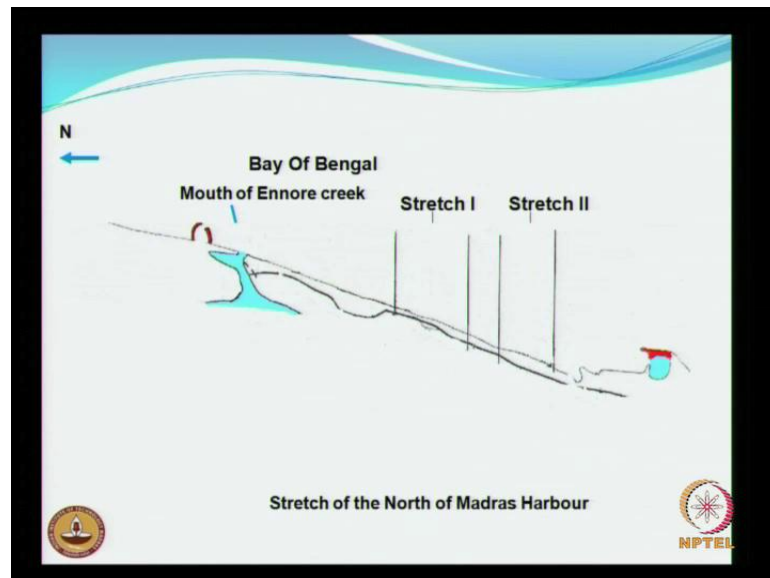 N
Bay Of Bengal
Mouth of Ennore creek
Stretch I
Stretch II
Stretch of the North of Madras Harbour
NPTEL